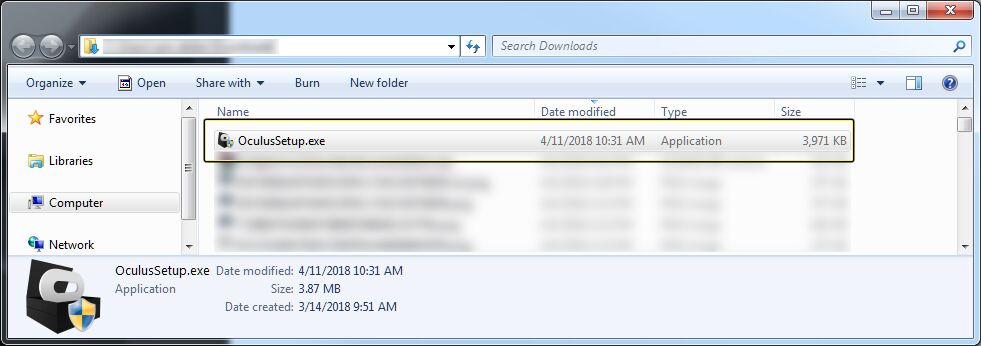 Search Downloads
Organize Open Share with Burn New folder
Name Date modified Type Size
Favorites
OculusSetup.exe 4/11/2018 10:31 AM Application 3,971 KB
Libraries
Computer
Network
OculusSetup.exe Date modified: 4/11/2018 10:31 AM
Application Size: 3.87 MB
Date created: 3/14/2018 9:51 AM